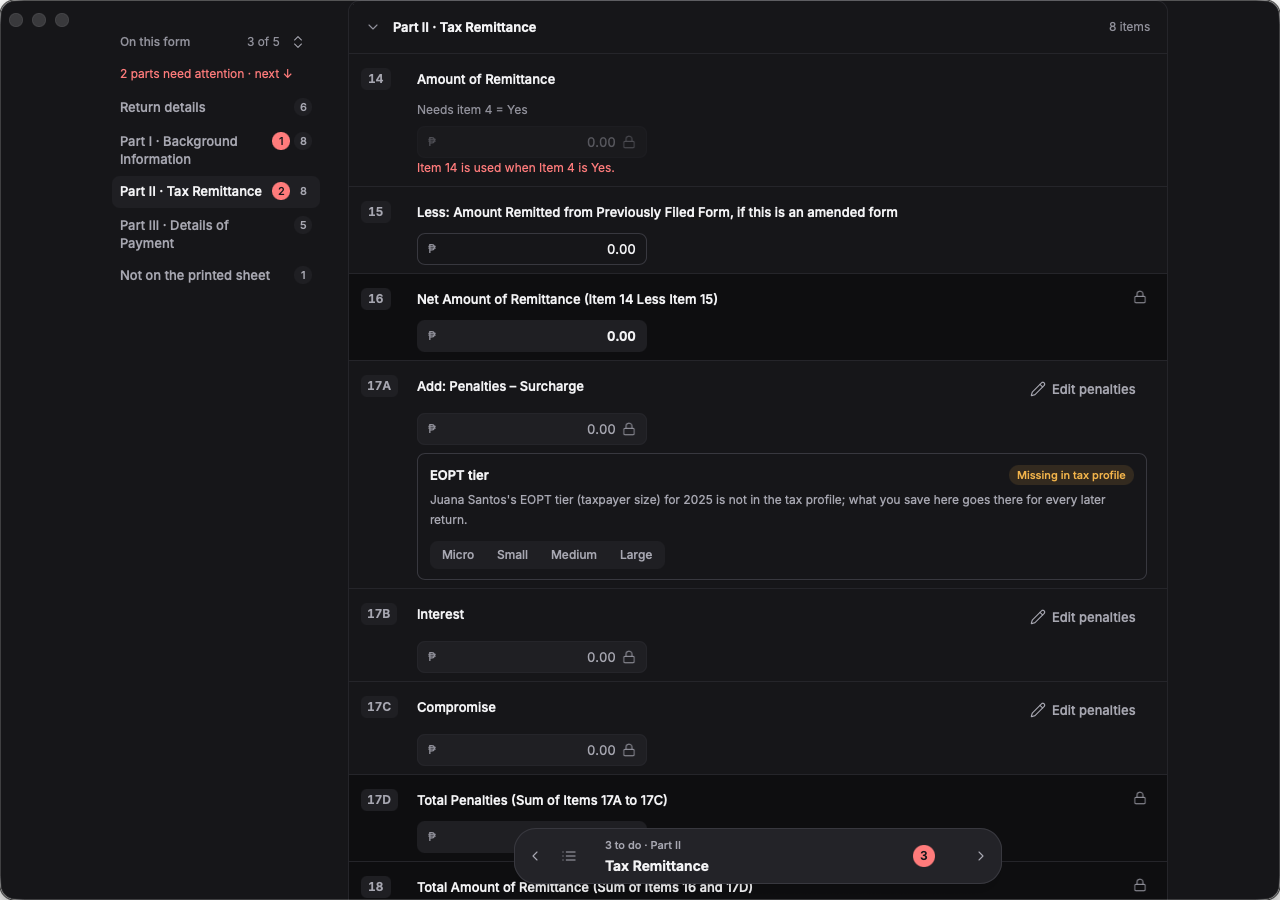 On this form
3 of 5
2 parts need attention · next ↓
Return details
6
Part I · Background
Information
1
8
Part II · Tax Remittance
2
8
Part III · Details of
Payment
5
Not on the printed sheet
1
Part II · Tax Remittance
8 items
14
Amount of Remittance
Needs item 4 = Yes
₱ 0.00
Item 14 is used when Item 4 is Yes.
15
Less: Amount Remitted from Previously Filed Form, if this is an amended form
₱ 0.00
16
Net Amount of Remittance (Item 14 Less Item 15)
₱ 0.00
17A
Add: Penalties – Surcharge
Edit penalties
₱ 0.00
EOPT tier
Missing in tax profile
Juana Santos's EOPT tier (taxpayer size) for 2025 is not in the tax profile; what you save here goes there for every later
return.
Micro Small Medium Large
17B
Interest
Edit penalties
₱ 0.00
17C
Compromise
Edit penalties
₱ 0.00
17D
Total Penalties (Sum of Items 17A to 17C)
₱
3 to do · Part II
Tax Remittance
3
18
Total Amount of Remittance (Sum of Items 16 and 17D)